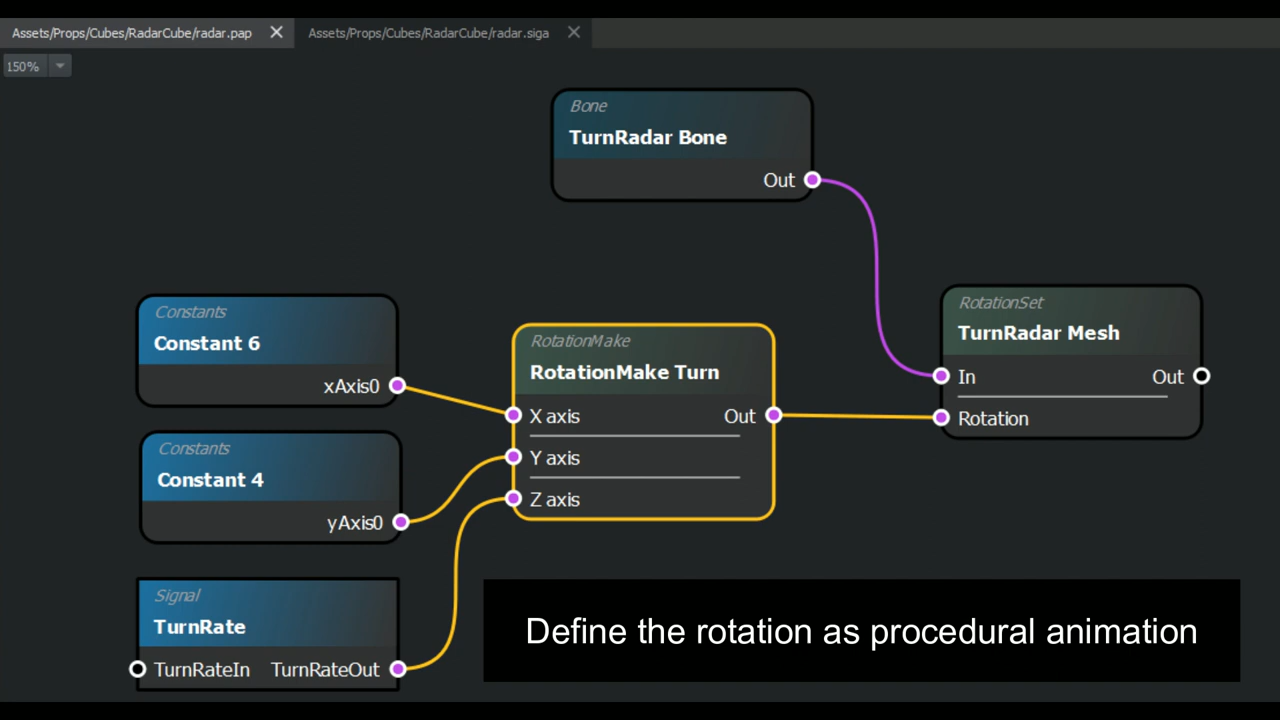 Assets/Props/Cubes/RadarCube/radar.pap
Assets/Props/Cubes/RadarCube/radar.siga
150%
Bone
TurnRadar Bone
Out
Constants
Constant 6
xAxis0
Constants
Constant 4
yAxis0
Signal
TurnRate
TurnRateIn TurnRateOut
RotationMake
RotationMake Turn
X axis Out
Y axis
Z axis
RotationSet
TurnRadar Mesh
In Out
Rotation
Define the rotation as procedural animation